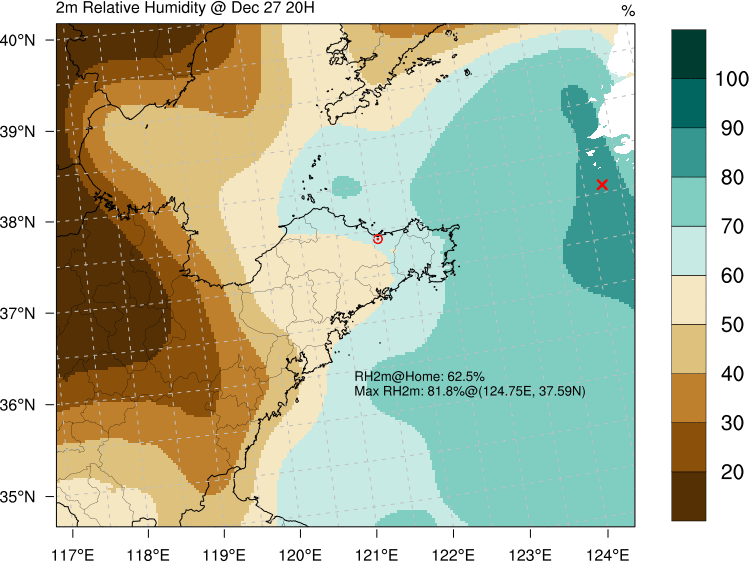 2m Relative Humidity @ Dec 27 20H
%
40°N
39°N
38°N
37°N
36°N
35°N
117°E 118°E 119°E 120°E 121°E 122°E 123°E 124°E
RH2m@Home: 62.5%
Max RH2m: 81.8%@(124.75E, 37.59N)
100
90
80
70
60
50
40
30
20